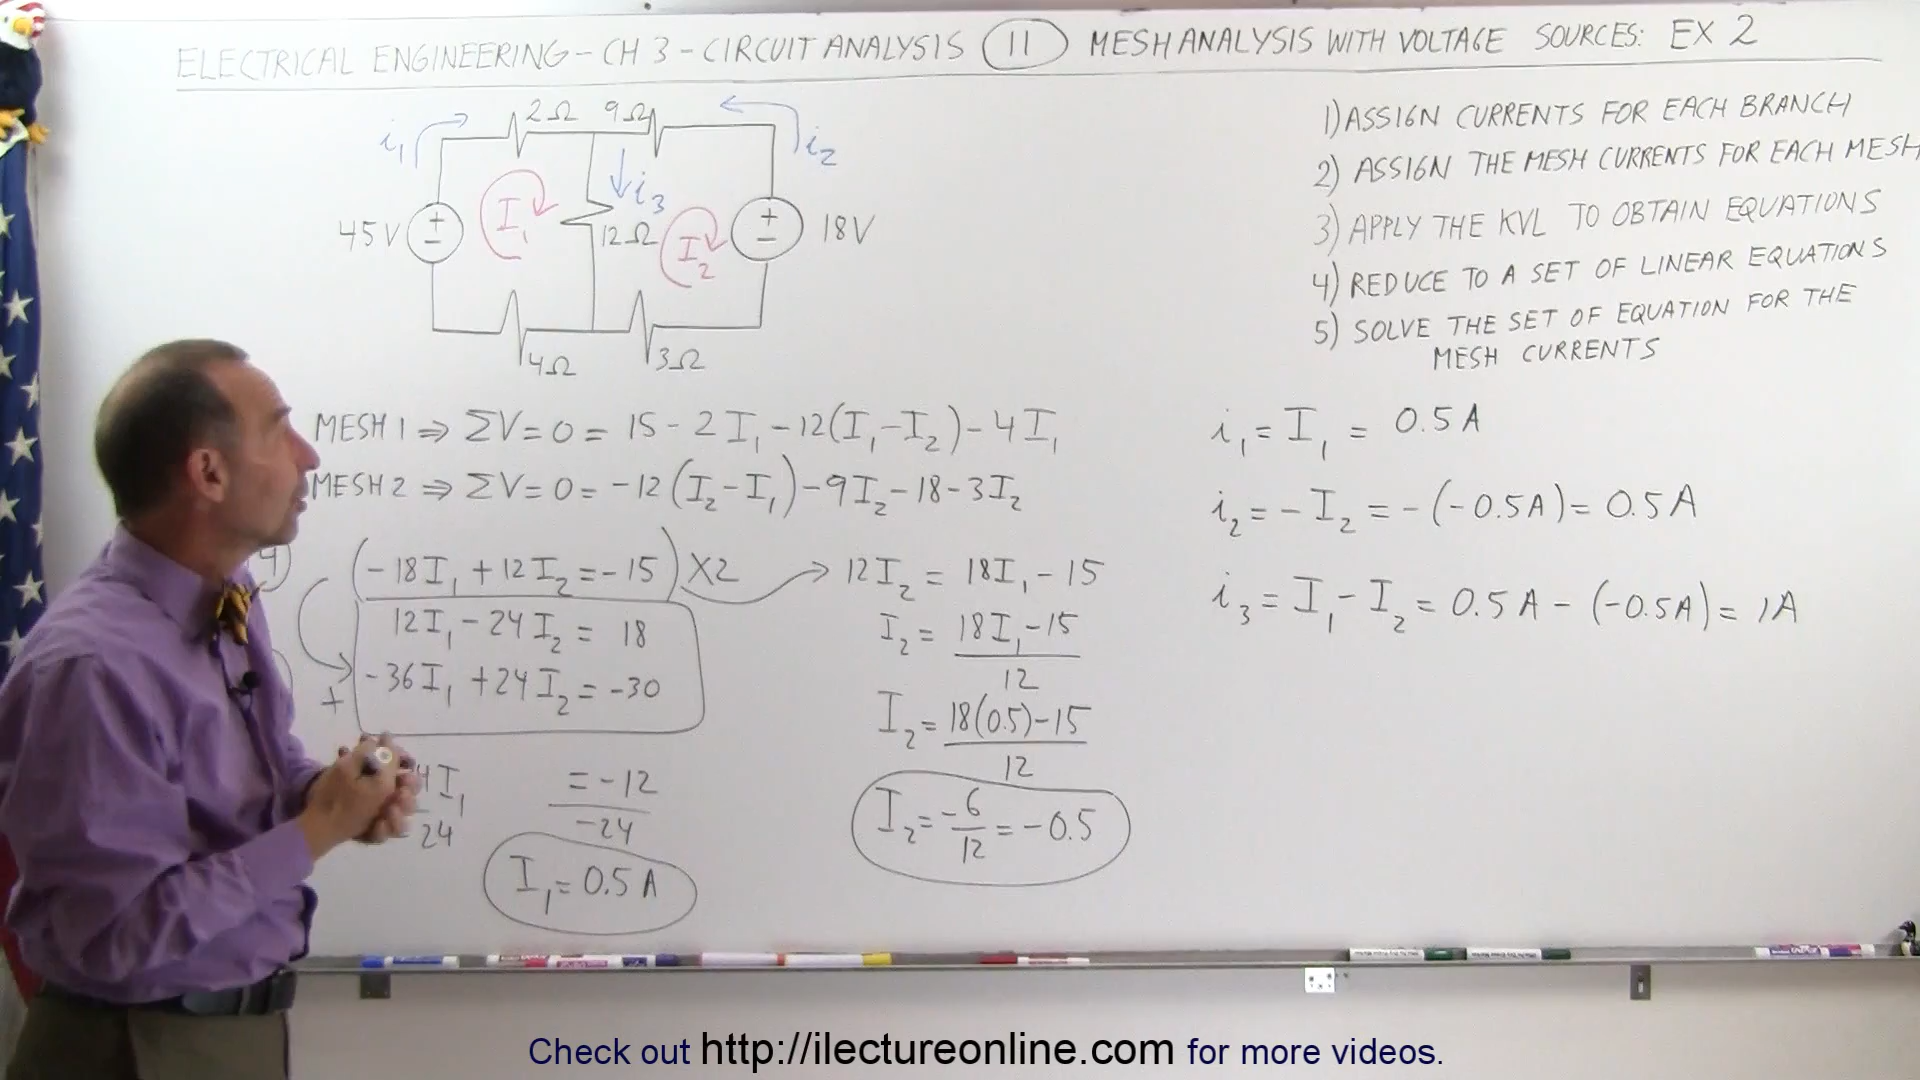 ELECTRICAL ENGINEERING – CH 3 – CIRCUIT ANALYSIS 11 MESH ANALYSIS WITH VOLTAGE SOURCES: EX 2
2Ω 9Ω
i₁ i₂
i₃
45V + − I₁ 12Ω I₂ + − 18V
4Ω 3Ω
1) ASSIGN CURRENTS FOR EACH BRANCH
2) ASSIGN THE MESH CURRENTS FOR EACH MESH
3) APPLY THE KVL TO OBTAIN EQUATIONS
4) REDUCE TO A SET OF LINEAR EQUATIONS
5) SOLVE THE SET OF EQUATION FOR THE
MESH CURRENTS
MESH 1 ⇒ ΣV = 0 = 15 - 2I₁ - 12(I₁ - I₂) - 4I₁
MESH 2 ⇒ ΣV = 0 = -12(I₂ - I₁) - 9I₂ - 18 - 3I₂
(-18I₁ + 12I₂ = -15) X2
12I₁ - 24I₂ = 18
+ -36I₁ + 24I₂ = -30
4I₁ = -12
24 -24
I₁ = 0.5 A
12I₂ = 18I₁ - 15
I₂ = 18I₁ - 15
12
I₂ = 18(0.5) - 15
12
I₂ = -6/12 = -0.5
i₁ = I₁ = 0.5 A
i₂ = -I₂ = -(-0.5A) = 0.5 A
i₃ = I₁ - I₂ = 0.5 A - (-0.5A) = 1A
Check out http://ilectureonline.com for more videos.